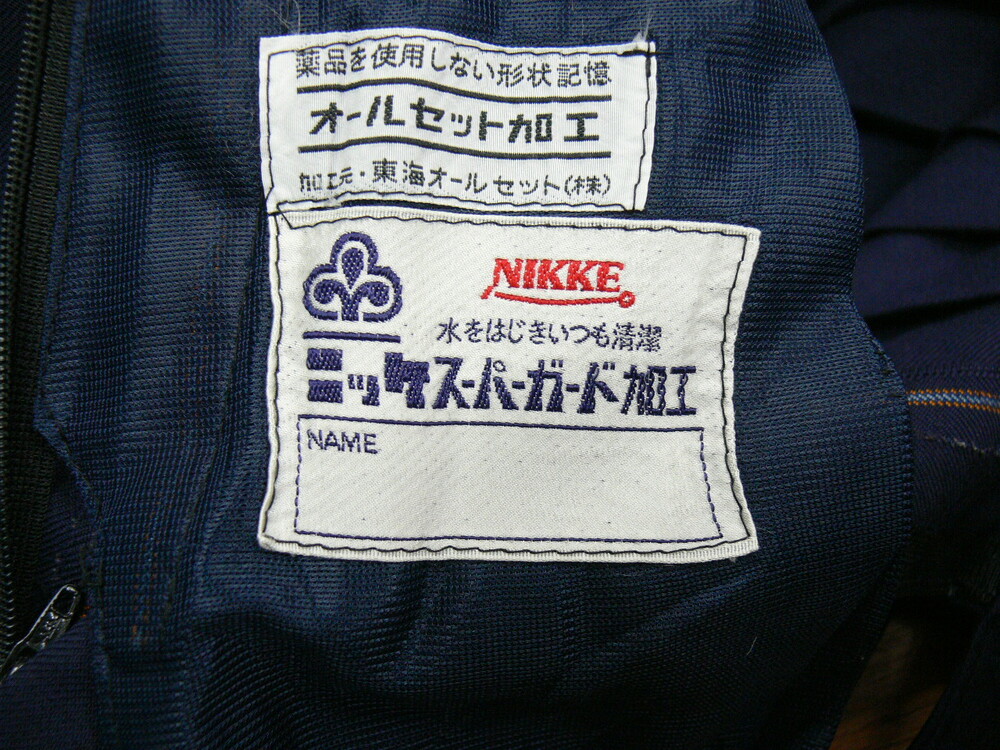 薬品を使用しない形状記憶
オールセット加工
加工元・東海オールセット(株)
NIKKE
水をはじきいつも清潔
ニッケスーパーガード加工
NAME